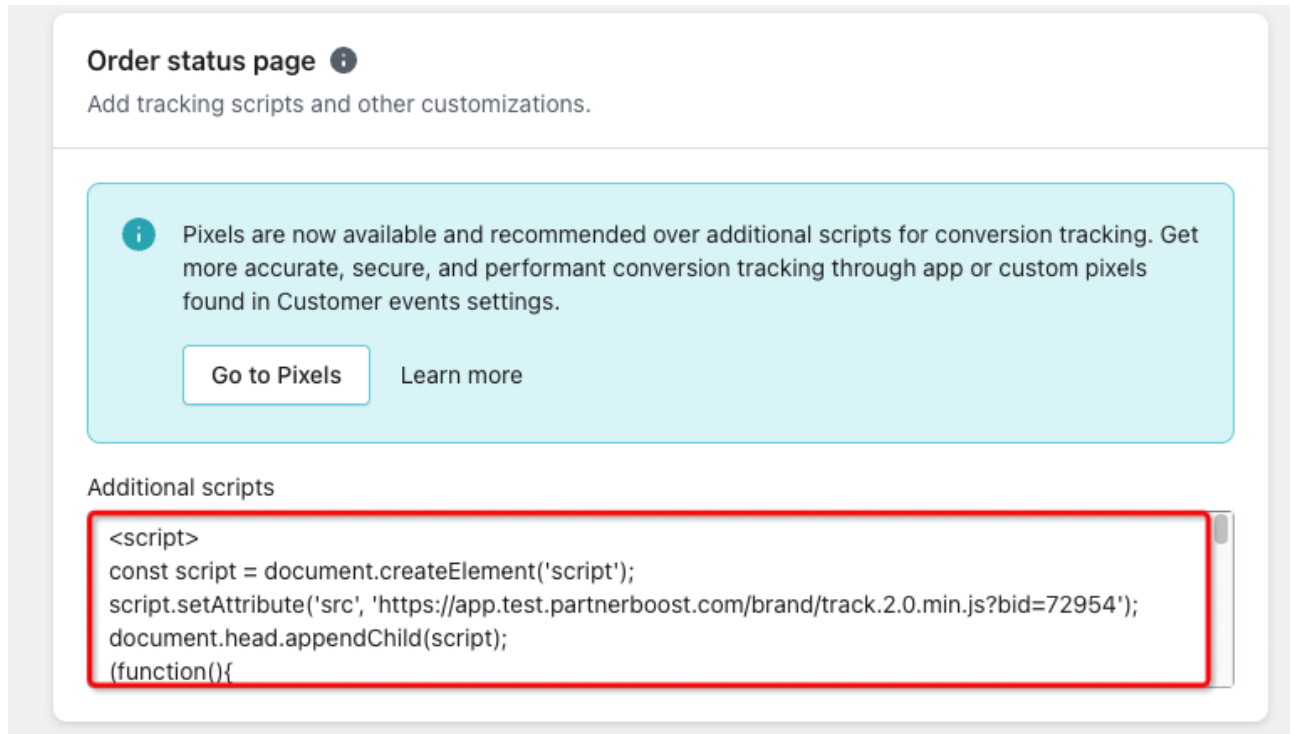 Order status page
Add tracking scripts and other customizations.
Pixels are now available and recommended over additional scripts for conversion tracking. Get
more accurate, secure, and performant conversion tracking through app or custom pixels
found in Customer events settings.
Go to Pixels Learn more
Additional scripts
<script>
const script = document.createElement('script');
script.setAttribute('src', 'https://app.test.partnerboost.com/brand/track.2.0.min.js?bid=72954');
document.head.appendChild(script);
(function(){